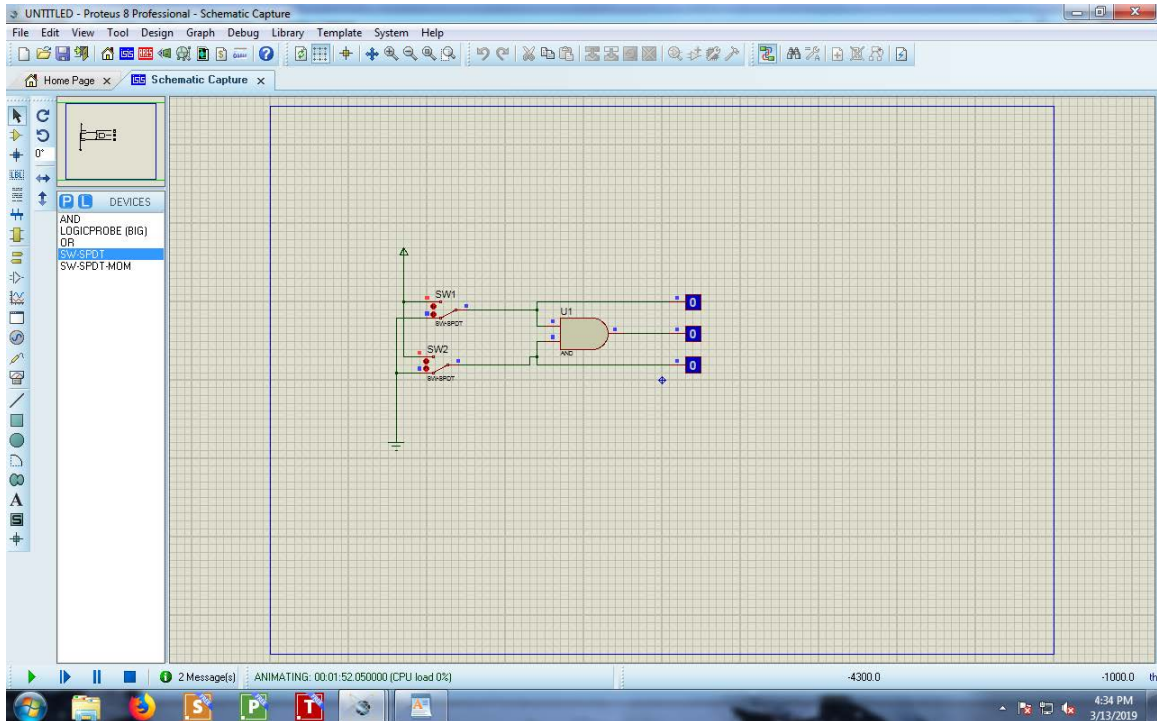 UNTITLED - Proteus 8 Professional - Schematic Capture
File Edit View Tool Design Graph Debug Library Template System Help
Home Page x
Schematic Capture x
0°
P L DEVICES
AND
LOGICPROBE (BIG)
OR
SW-SPDT
SW-SPDT-MOM
SW1
SW-SPDT
U1
AND
0
0
0
SW2
SW-SPDT
2 Message(s) ANIMATING: 00:01:52.050000 (CPU load 0%) -4300.0 -1000.0 th
4:34 PM
3/13/2019